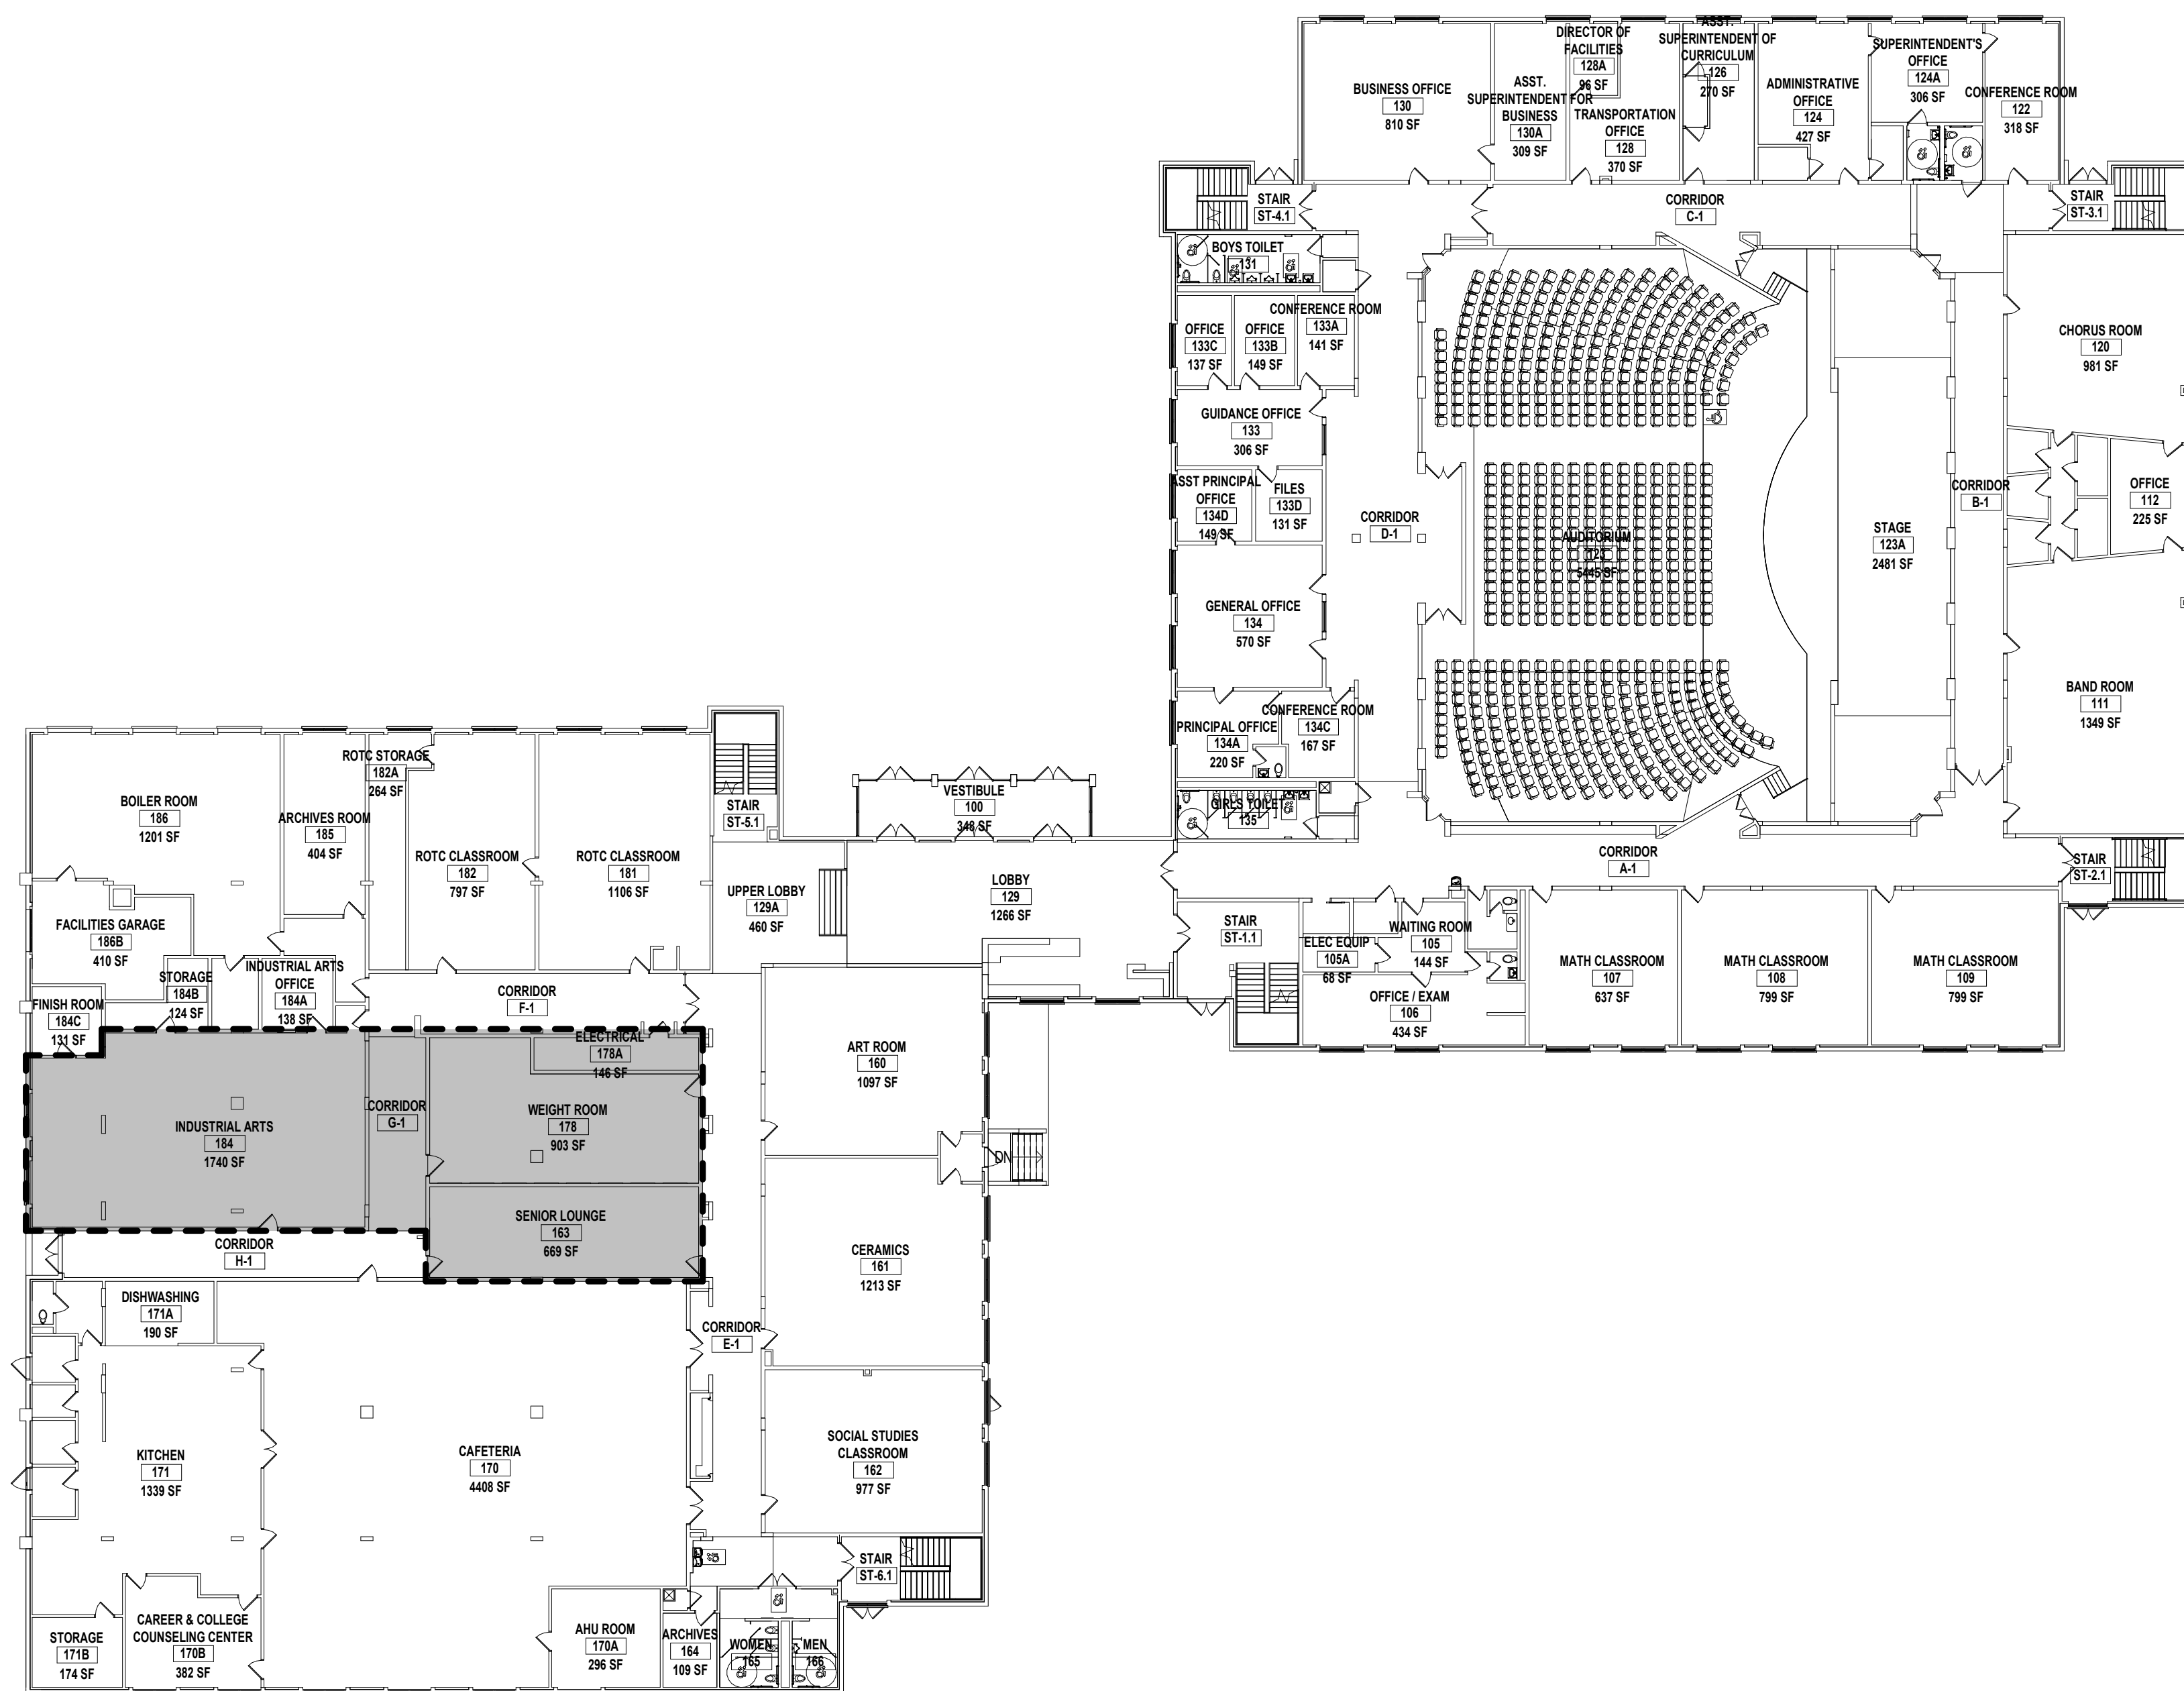 BUSINESS OFFICE
130
810 SF
ASST.
SUPERINTENDENT FOR
BUSINESS
130A
309 SF
DIRECTOR OF
FACILITIES
128A
96 SF
TRANSPORTATION
OFFICE
128
370 SF
ASST.
SUPERINTENDENT OF
CURRICULUM
126
270 SF
ADMINISTRATIVE
OFFICE
124
427 SF
SUPERINTENDENT'S
OFFICE
124A
306 SF
CONFERENCE ROOM
122
318 SF
STAIR
ST-4.1
CORRIDOR
C-1
STAIR
ST-3.1
BOYS TOILET
131
OFFICE
133C
137 SF
OFFICE
133B
149 SF
CONFERENCE ROOM
133A
141 SF
CHORUS ROOM
120
981 SF
GUIDANCE OFFICE
133
306 SF
ASST PRINCIPAL
OFFICE
134D
149 SF
FILES
133D
131 SF
CORRIDOR
D-1
AUDITORIUM
123
5445 SF
STAGE
123A
2481 SF
CORRIDOR
B-1
OFFICE
112
225 SF
GENERAL OFFICE
134
570 SF
BAND ROOM
111
1349 SF
PRINCIPAL OFFICE
134A
220 SF
CONFERENCE ROOM
134C
167 SF
GIRLS TOILET
135
BOILER ROOM
186
1201 SF
ARCHIVES ROOM
185
404 SF
ROTC STORAGE
182A
264 SF
ROTC CLASSROOM
182
797 SF
ROTC CLASSROOM
181
1106 SF
STAIR
ST-5.1
VESTIBULE
100
348 SF
UPPER LOBBY
129A
460 SF
LOBBY
129
1266 SF
CORRIDOR
A-1
STAIR
ST-2.1
STAIR
ST-1.1
ELEC EQUIP
105A
68 SF
WAITING ROOM
105
144 SF
OFFICE / EXAM
106
434 SF
MATH CLASSROOM
107
637 SF
MATH CLASSROOM
108
799 SF
MATH CLASSROOM
109
799 SF
FACILITIES GARAGE
186B
410 SF
STORAGE
184B
124 SF
INDUSTRIAL ARTS
OFFICE
184A
138 SF
FINISH ROOM
184C
131 SF
CORRIDOR
F-1
ELECTRICAL
178A
146 SF
ART ROOM
160
1097 SF
INDUSTRIAL ARTS
184
1740 SF
CORRIDOR
G-1
WEIGHT ROOM
178
903 SF
DN
SENIOR LOUNGE
163
669 SF
CORRIDOR
H-1
CERAMICS
161
1213 SF
DISHWASHING
171A
190 SF
CORRIDOR
E-1
KITCHEN
171
1339 SF
CAFETERIA
170
4408 SF
SOCIAL STUDIES
CLASSROOM
162
977 SF
STAIR
ST-6.1
STORAGE
171B
174 SF
CAREER & COLLEGE
COUNSELING CENTER
170B
382 SF
AHU ROOM
170A
296 SF
ARCHIVES
164
109 SF
WOMEN
165
MEN
166